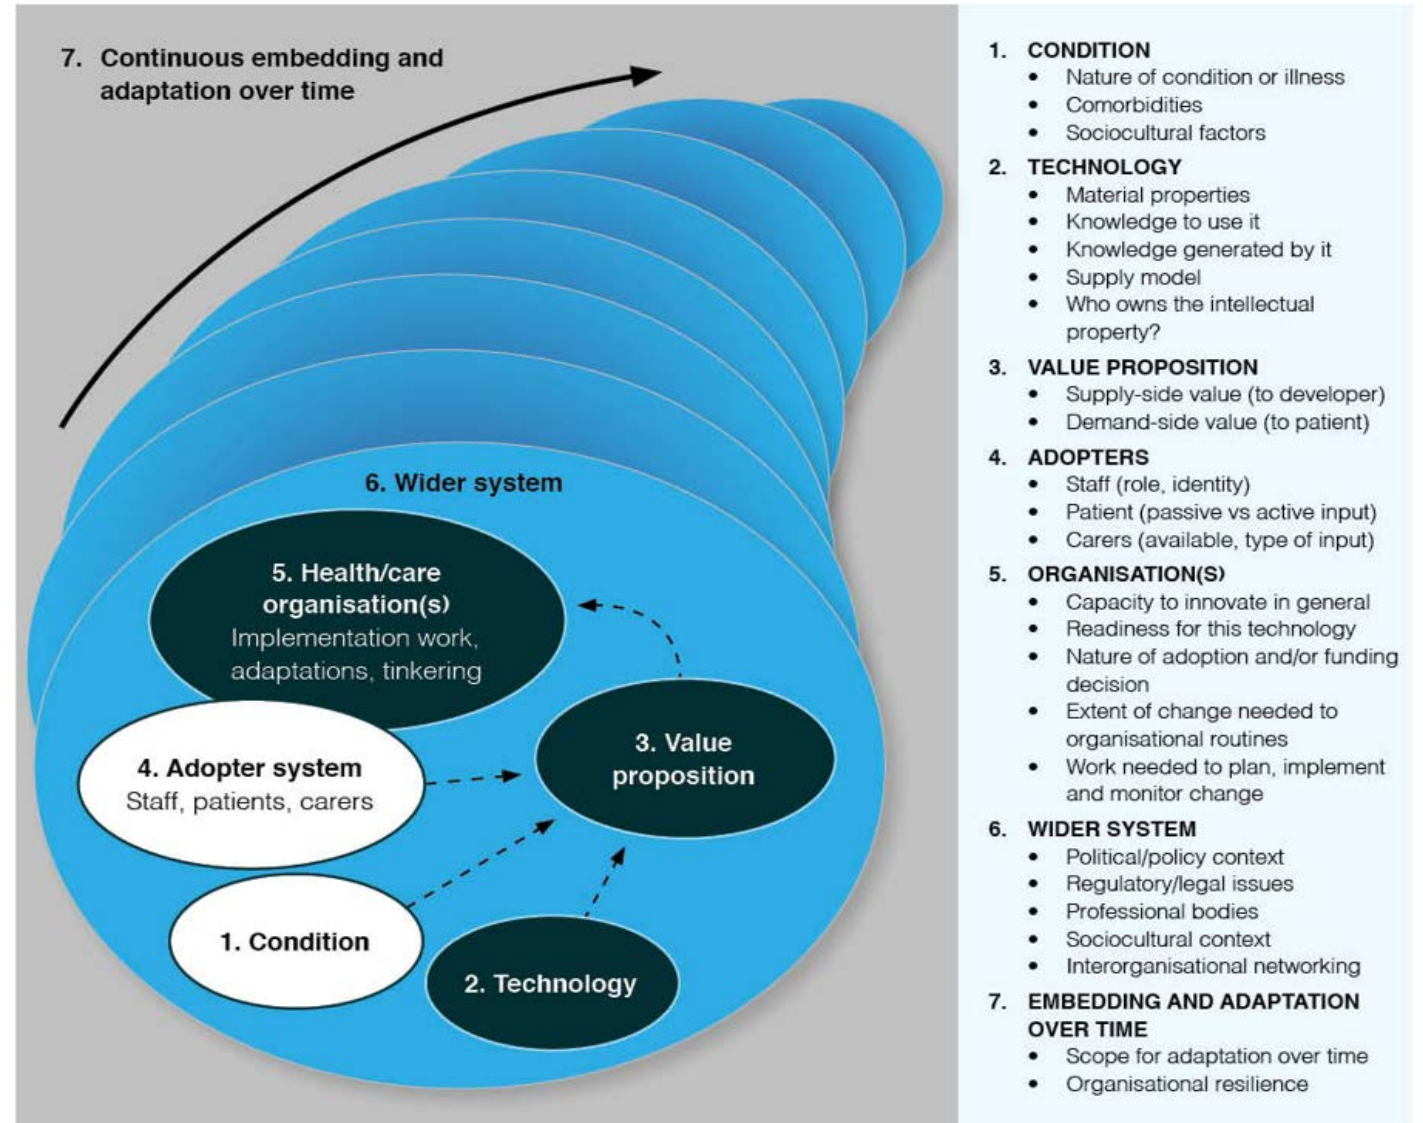 7. Continuous embedding and
adaptation over time
6. Wider system
5. Health/care
organisation(s)
Implementation work,
adaptations, tinkering
4. Adopter system
Staff, patients, carers
3. Value
proposition
1. Condition
2. Technology
1. CONDITION
• Nature of condition or illness
• Comorbidities
• Sociocultural factors
2. TECHNOLOGY
• Material properties
• Knowledge to use it
• Knowledge generated by it
• Supply model
• Who owns the intellectual
property?
3. VALUE PROPOSITION
• Supply-side value (to developer)
• Demand-side value (to patient)
4. ADOPTERS
• Staff (role, identity)
• Patient (passive vs active input)
• Carers (available, type of input)
5. ORGANISATION(S)
• Capacity to innovate in general
• Readiness for this technology
• Nature of adoption and/or funding
decision
• Extent of change needed to
organisational routines
• Work needed to plan, implement
and monitor change
6. WIDER SYSTEM
• Political/policy context
• Regulatory/legal issues
• Professional bodies
• Sociocultural context
• Interorganisational networking
7. EMBEDDING AND ADAPTATION
OVER TIME
• Scope for adaptation over time
• Organisational resilience